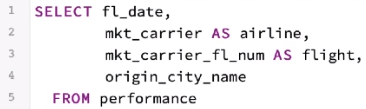 1 SELECT fl_date,
2 mkt_carrier AS airline,
3 mkt_carrier_fl_num AS flight,
4 origin_city_name
5 FROM performance